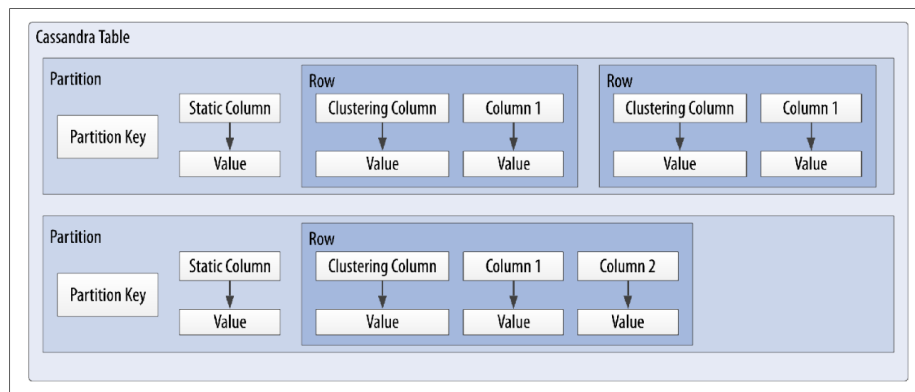 Cassandra Table
Partition
Partition Key
Static Column
Value
Row
Clustering Column
Column 1
Value
Value
Row
Clustering Column
Column 1
Value
Value
Partition
Partition Key
Static Column
Value
Row
Clustering Column
Column 1
Column 2
Value
Value
Value